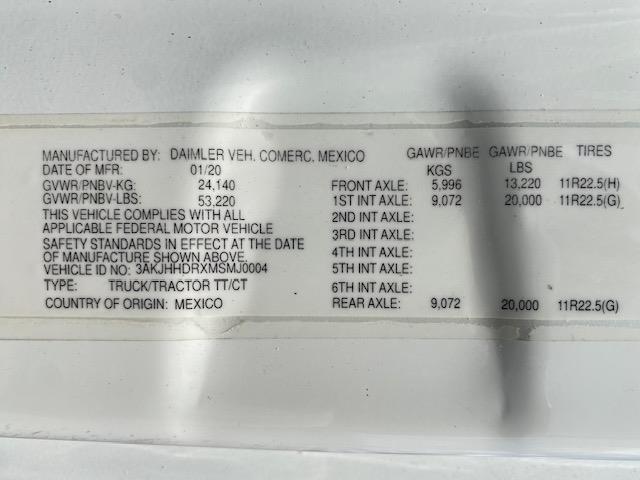 MANUFACTURED BY: DAIMLER VEH. COMERC. MEXICO
DATE OF MFR: 01/20
GVWR/PNBV-KG: 24,140
GVWR/PNBV-LBS: 53,220
THIS VEHICLE COMPLIES WITH ALL
APPLICABLE FEDERAL MOTOR VEHICLE
SAFETY STANDARDS IN EFFECT AT THE DATE
OF MANUFACTURE SHOWN ABOVE.
VEHICLE ID NO: 3AKJHHDRXMSMJ0004
TYPE: TRUCK/TRACTOR TT/CT
COUNTRY OF ORIGIN: MEXICO
GAWR/PNBE GAWR/PNBE TIRES
KGS LBS
FRONT AXLE: 5,996 13,220 11R22.5(H)
1ST INT AXLE: 9,072 20,000 11R22.5(G)
2ND INT AXLE:
3RD INT AXLE:
4TH INT AXLE:
5TH INT AXLE:
6TH INT AXLE:
REAR AXLE: 9,072 20,000 11R22.5(G)